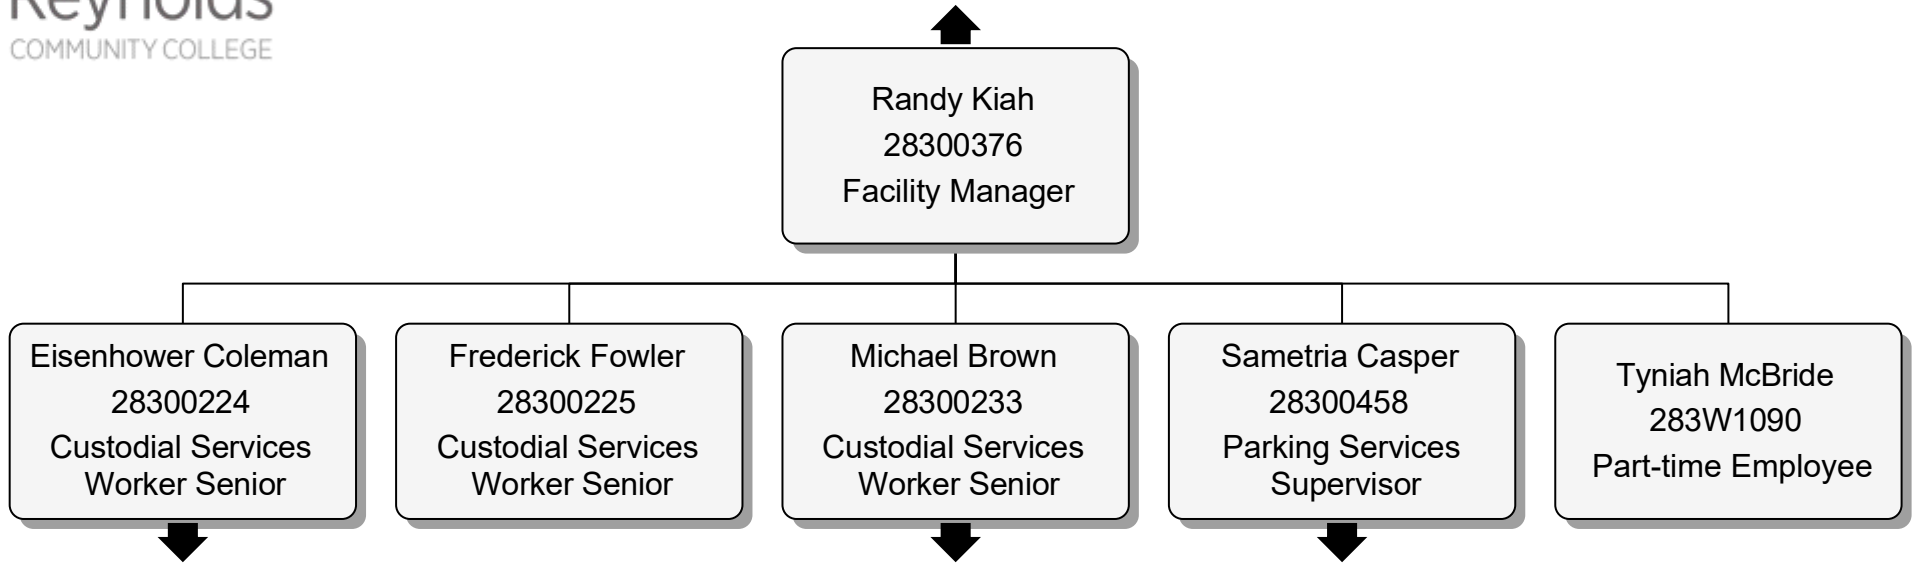 Reynolds
COMMUNITY COLLEGE
Randy Kiah
28300376
Facility Manager
Eisenhower Coleman
28300224
Custodial Services
Worker Senior
Frederick Fowler
28300225
Custodial Services
Worker Senior
Michael Brown
28300233
Custodial Services
Worker Senior
Sametria Casper
28300458
Parking Services
Supervisor
Tyniah McBride
283W1090
Part-time Employee